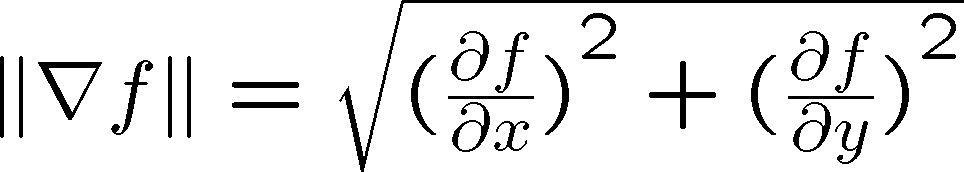 ‖∇f‖ = √((∂f/∂x)² + (∂f/∂y)²)